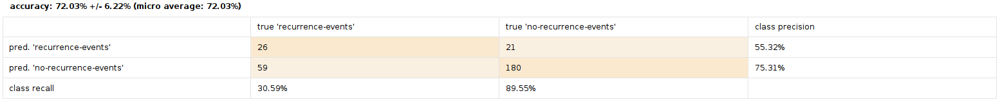 accuracy: 72.03% +/- 6.22% (micro average: 72.03%)
true 'recurrence-events' true 'no-recurrence-events' class precision
pred. 'recurrence-events' 26 21 55.32%
pred. 'no-recurrence-events' 59 180 75.31%
class recall 30.59% 89.55%